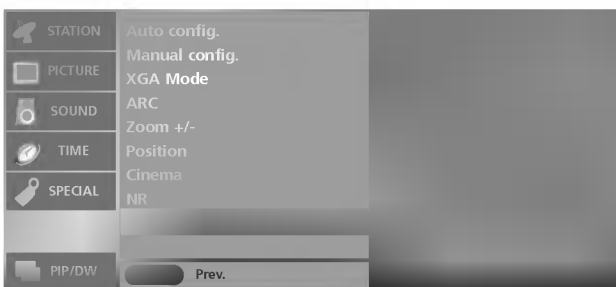 STATION
PICTURE
SOUND
TIME
SPECIAL
PIP/DW
Auto config.
Manual config.
XGA Mode
ARC
Zoom +/-
Position
Cinema
NR
Prev.